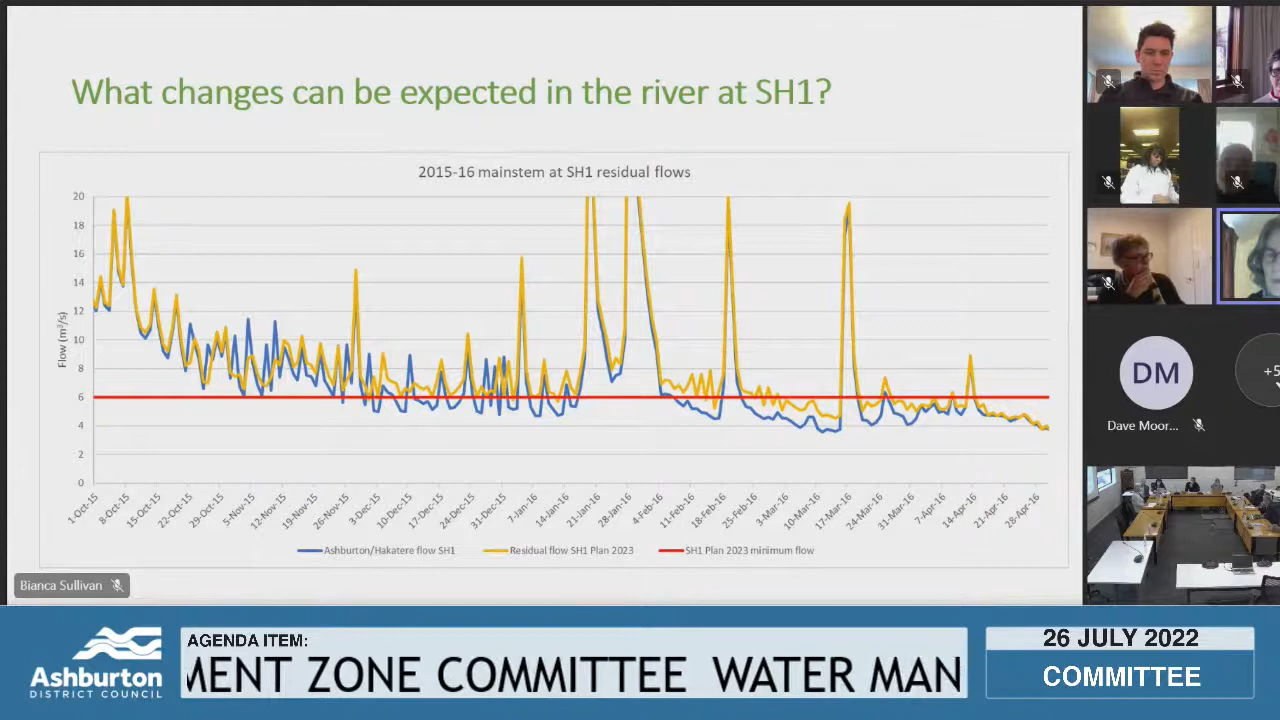 What changes can be expected in the river at SH1?
2015-16 mainstem at SH1 residual flows
Flow (m³/s)
20
18
16
14
12
10
8
6
4
2
0
1-Oct-15
8-Oct-15
15-Oct-15
22-Oct-15
29-Oct-15
5-Nov-15
12-Nov-15
19-Nov-15
26-Nov-15
3-Dec-15
10-Dec-15
17-Dec-15
24-Dec-15
31-Dec-15
7-Jan-16
14-Jan-16
21-Jan-16
28-Jan-16
4-Feb-16
11-Feb-16
18-Feb-16
25-Feb-16
3-Mar-16
10-Mar-16
17-Mar-16
24-Mar-16
31-Mar-16
7-Apr-16
14-Apr-16
21-Apr-16
28-Apr-16
Ashburton/Hakatere flow SH1
Residual flow SH1 Plan 2023
SH1 Plan 2023 minimum flow
Bianca Sullivan
DM
Dave Moor...
+5
Ashburton
DISTRICT COUNCIL
AGENDA ITEM:
MENT ZONE COMMITTEE WATER MAN
26 JULY 2022
COMMITTEE